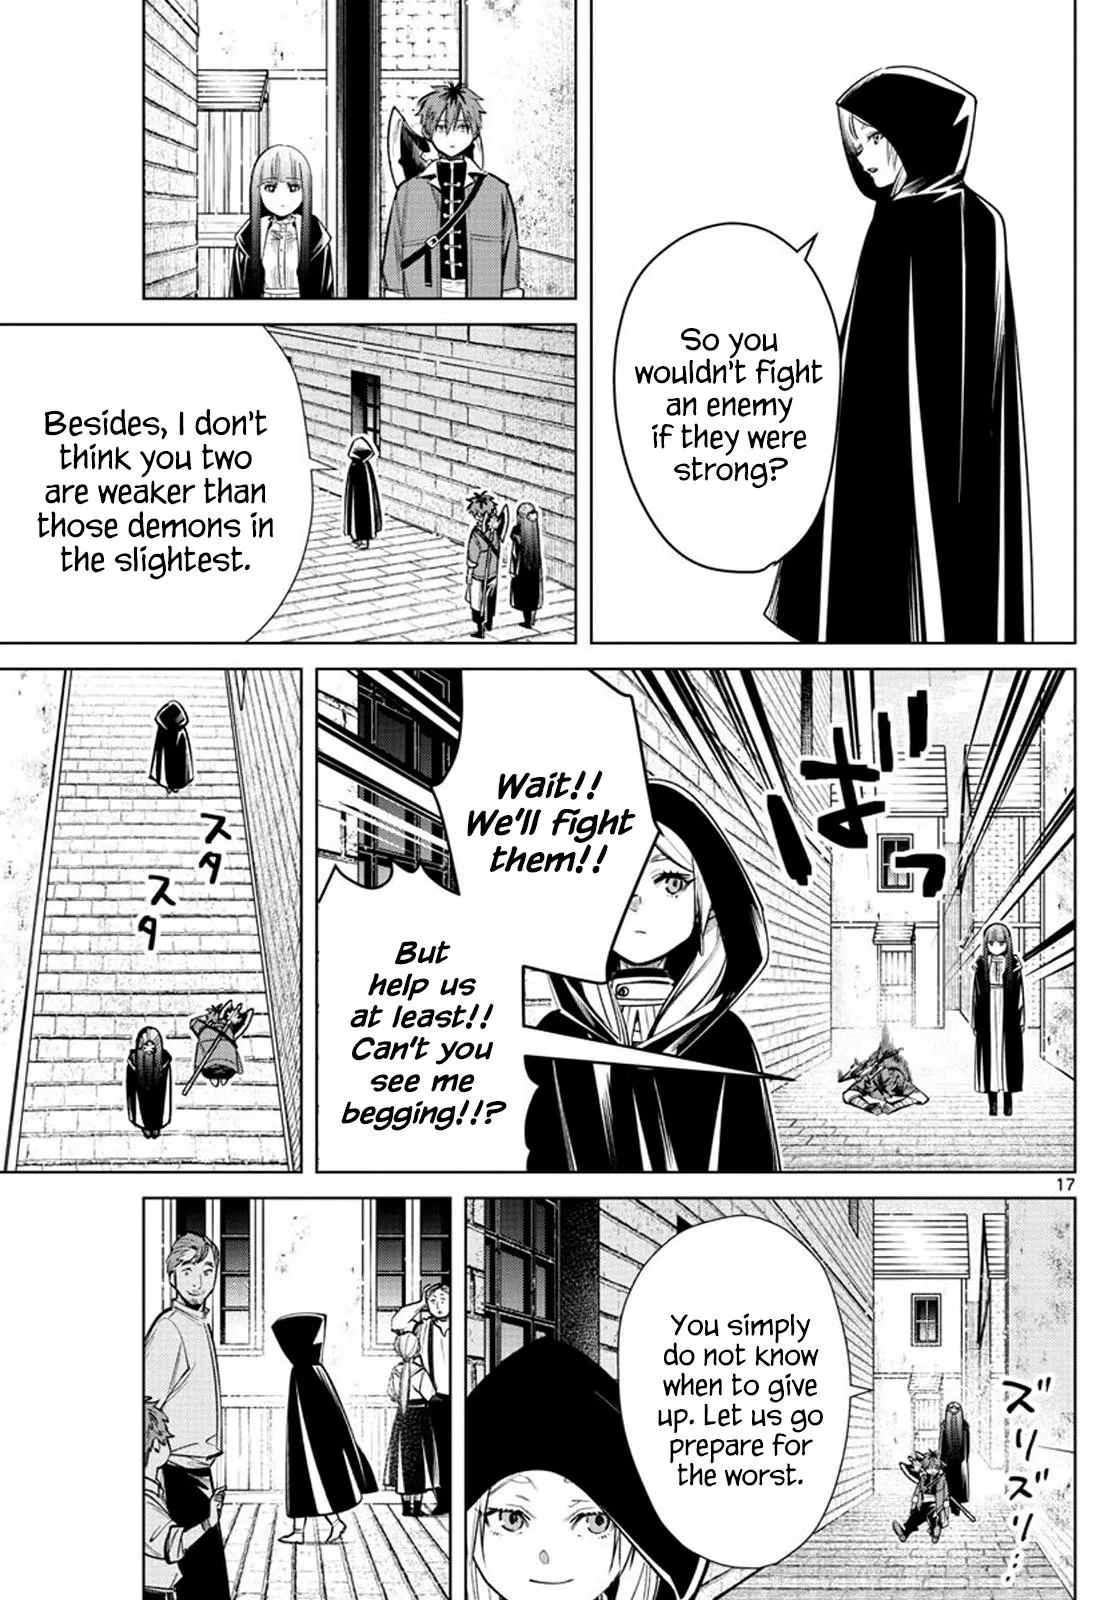 So you
wouldn't fight
an enemy
if they were
strong?
Besides, I don't
think you two
are weaker than
those demons in
the slightest.
バッ!!
Wait!!
We'll fight
them!!
But
help us
at least!!
Can't you
see me
begging!!?
スタ
スタ
17
ズリズリ…
You simply
do not know
when to give
up. Let us go
prepare for
the worst.